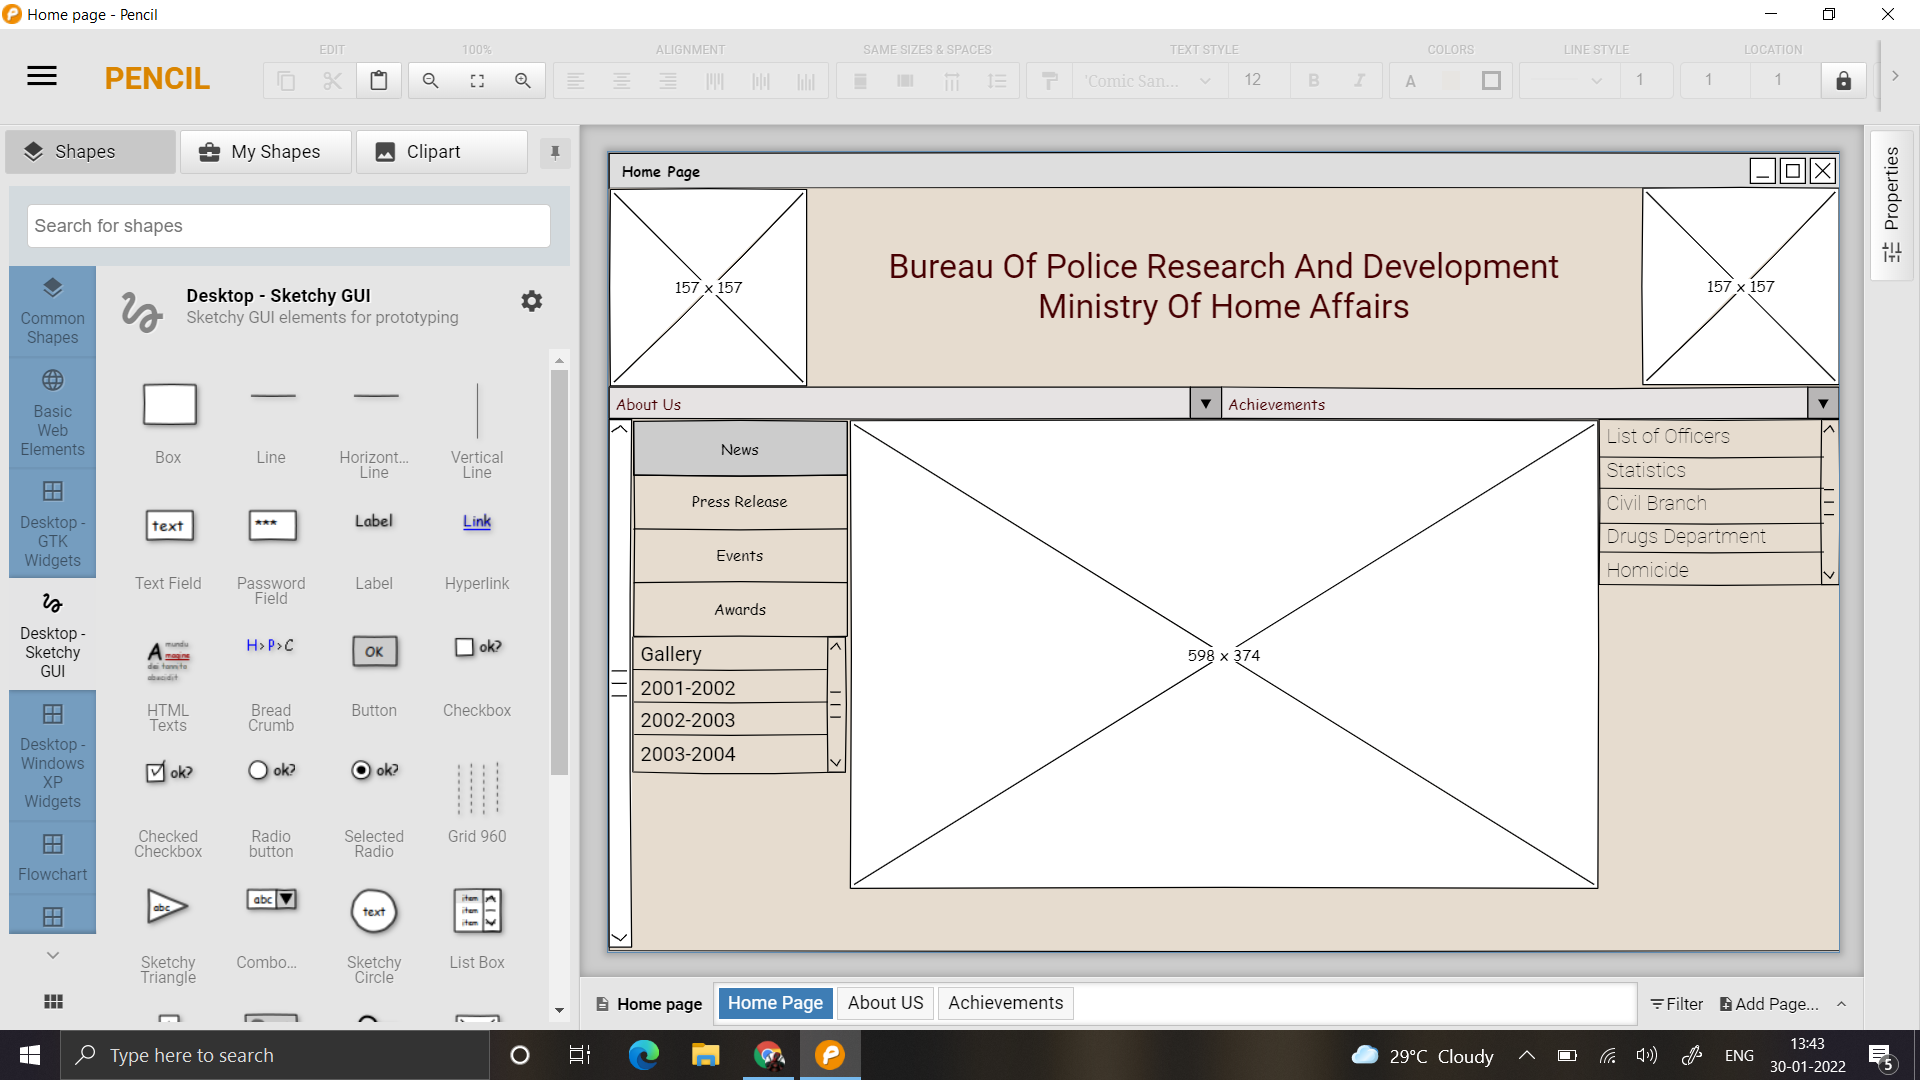 Home page - Pencil
EDIT
100%
ALIGNMENT
SAME SIZES & SPACES
TEXT STYLE
COLORS
LINE STYLE
LOCATION
PENCIL
'Comic San...
12
B
I
A
1
1
1
Shapes
My Shapes
Clipart
Properties
Search for shapes
Common
Shapes
Basic
Web
Elements
Desktop -
GTK
Widgets
Desktop -
Sketchy
GUI
Desktop -
Windows
XP
Widgets
Flowchart
Desktop - Sketchy GUI
Sketchy GUI elements for prototyping
Box
Line
Horizont...
Line
Vertical
Line
text
***
Label
Link
Text Field
Password
Field
Label
Hyperlink
A
mundu
magine
H>P>C
OK
ok?
HTML
Texts
Bread
Crumb
Button
Checkbox
ok?
ok?
ok?
Checked
Checkbox
Radio
button
Selected
Radio
Grid 960
abc
abc
text
item
item
item
Sketchy
Triangle
Combo...
Sketchy
Circle
List Box
Home Page
157 x 157
Bureau Of Police Research And Development
Ministry Of Home Affairs
157 x 157
About Us
Achievements
News
Press Release
Events
Awards
Gallery
2001-2002
2002-2003
2003-2004
598 x 374
List of Officers
Statistics
Civil Branch
Drugs Department
Homicide
Home page
Home Page
About US
Achievements
Filter
Add Page...
Type here to search
29°C Cloudy
ENG
13:43
30-01-2022
5